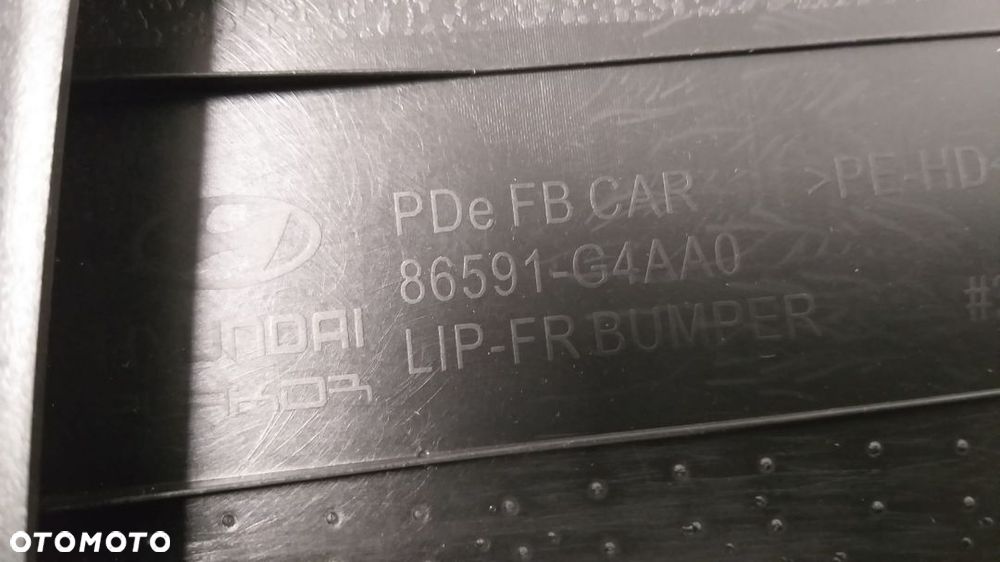 PDe FB CAR
>PE-HD<
86591-G4AA0
LIP-FR BUMPER
HYUNDAI
OTOMOTO